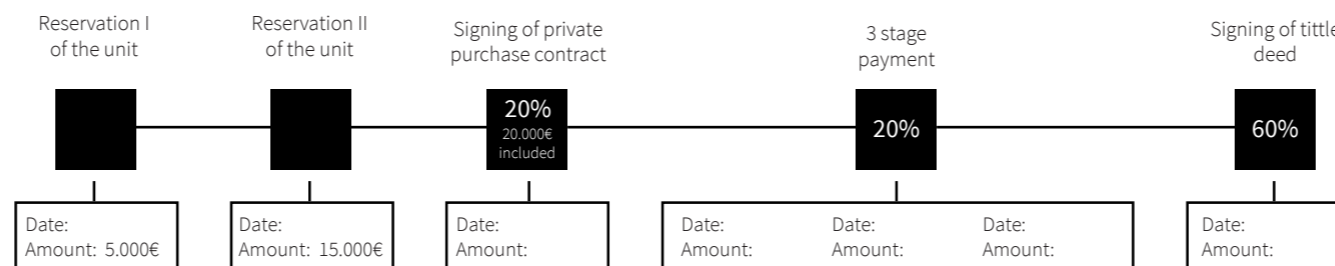 Reservation I
of the unit
Reservation II
of the unit
Signing of private
purchase contract
3 stage
payment
Signing of tittle
deed
20%
20.000€
included
20%
60%
Date:
Amount: 5.000€
Date:
Amount: 15.000€
Date:
Amount:
Date:
Amount:
Date:
Amount:
Date:
Amount:
Date:
Amount: